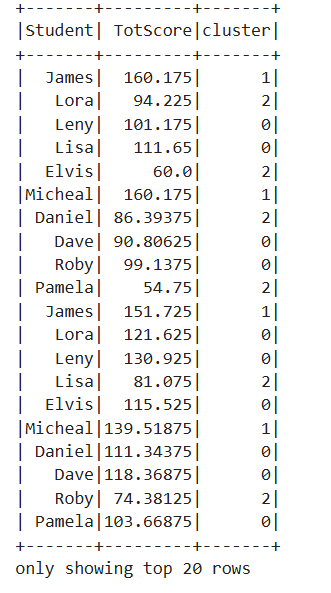 +-------+---------+-------+
|Student| TotScore|cluster|
+-------+---------+-------+
|  James|  160.175|      1|
|   Lora|   94.225|      2|
|   Leny|  101.175|      0|
|   Lisa|   111.65|      0|
|  Elvis|     60.0|      2|
|Micheal|  160.175|      1|
| Daniel| 86.39375|      2|
|   Dave| 90.80625|      0|
|   Roby|  99.1375|      0|
| Pamela|    54.75|      2|
|  James|  151.725|      1|
|   Lora|  121.625|      0|
|   Leny|  130.925|      0|
|   Lisa|   81.075|      2|
|  Elvis|  115.525|      0|
|Micheal|139.51875|      1|
| Daniel|111.34375|      0|
|   Dave|118.36875|      0|
|   Roby| 74.38125|      2|
| Pamela|103.66875|      0|
+-------+---------+-------+
only showing top 20 rows